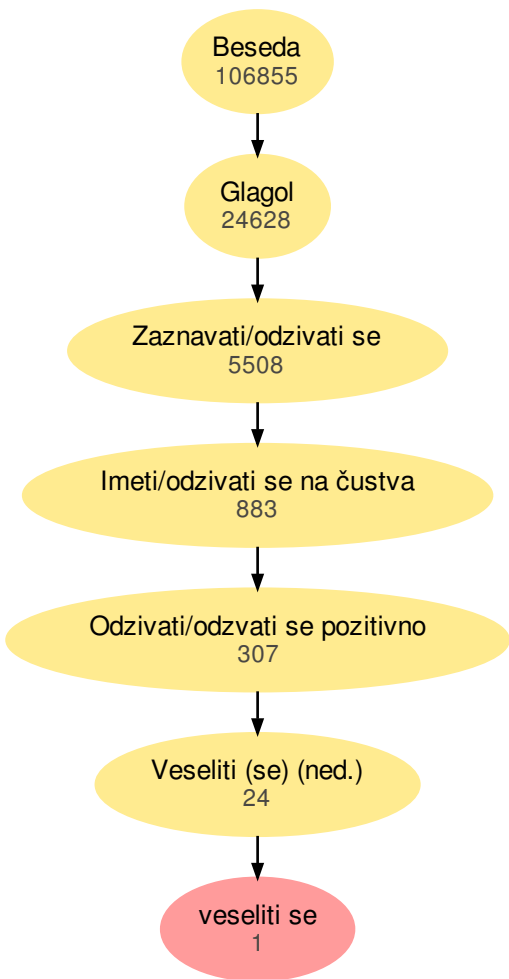 Beseda
106855
Glagol
24628
Zaznavati/odzivati se
5508
Imeti/odzivati se na čustva
883
Odzivati/odzvati se pozitivno
307
Veseliti (se) (ned.)
24
veseliti se
1